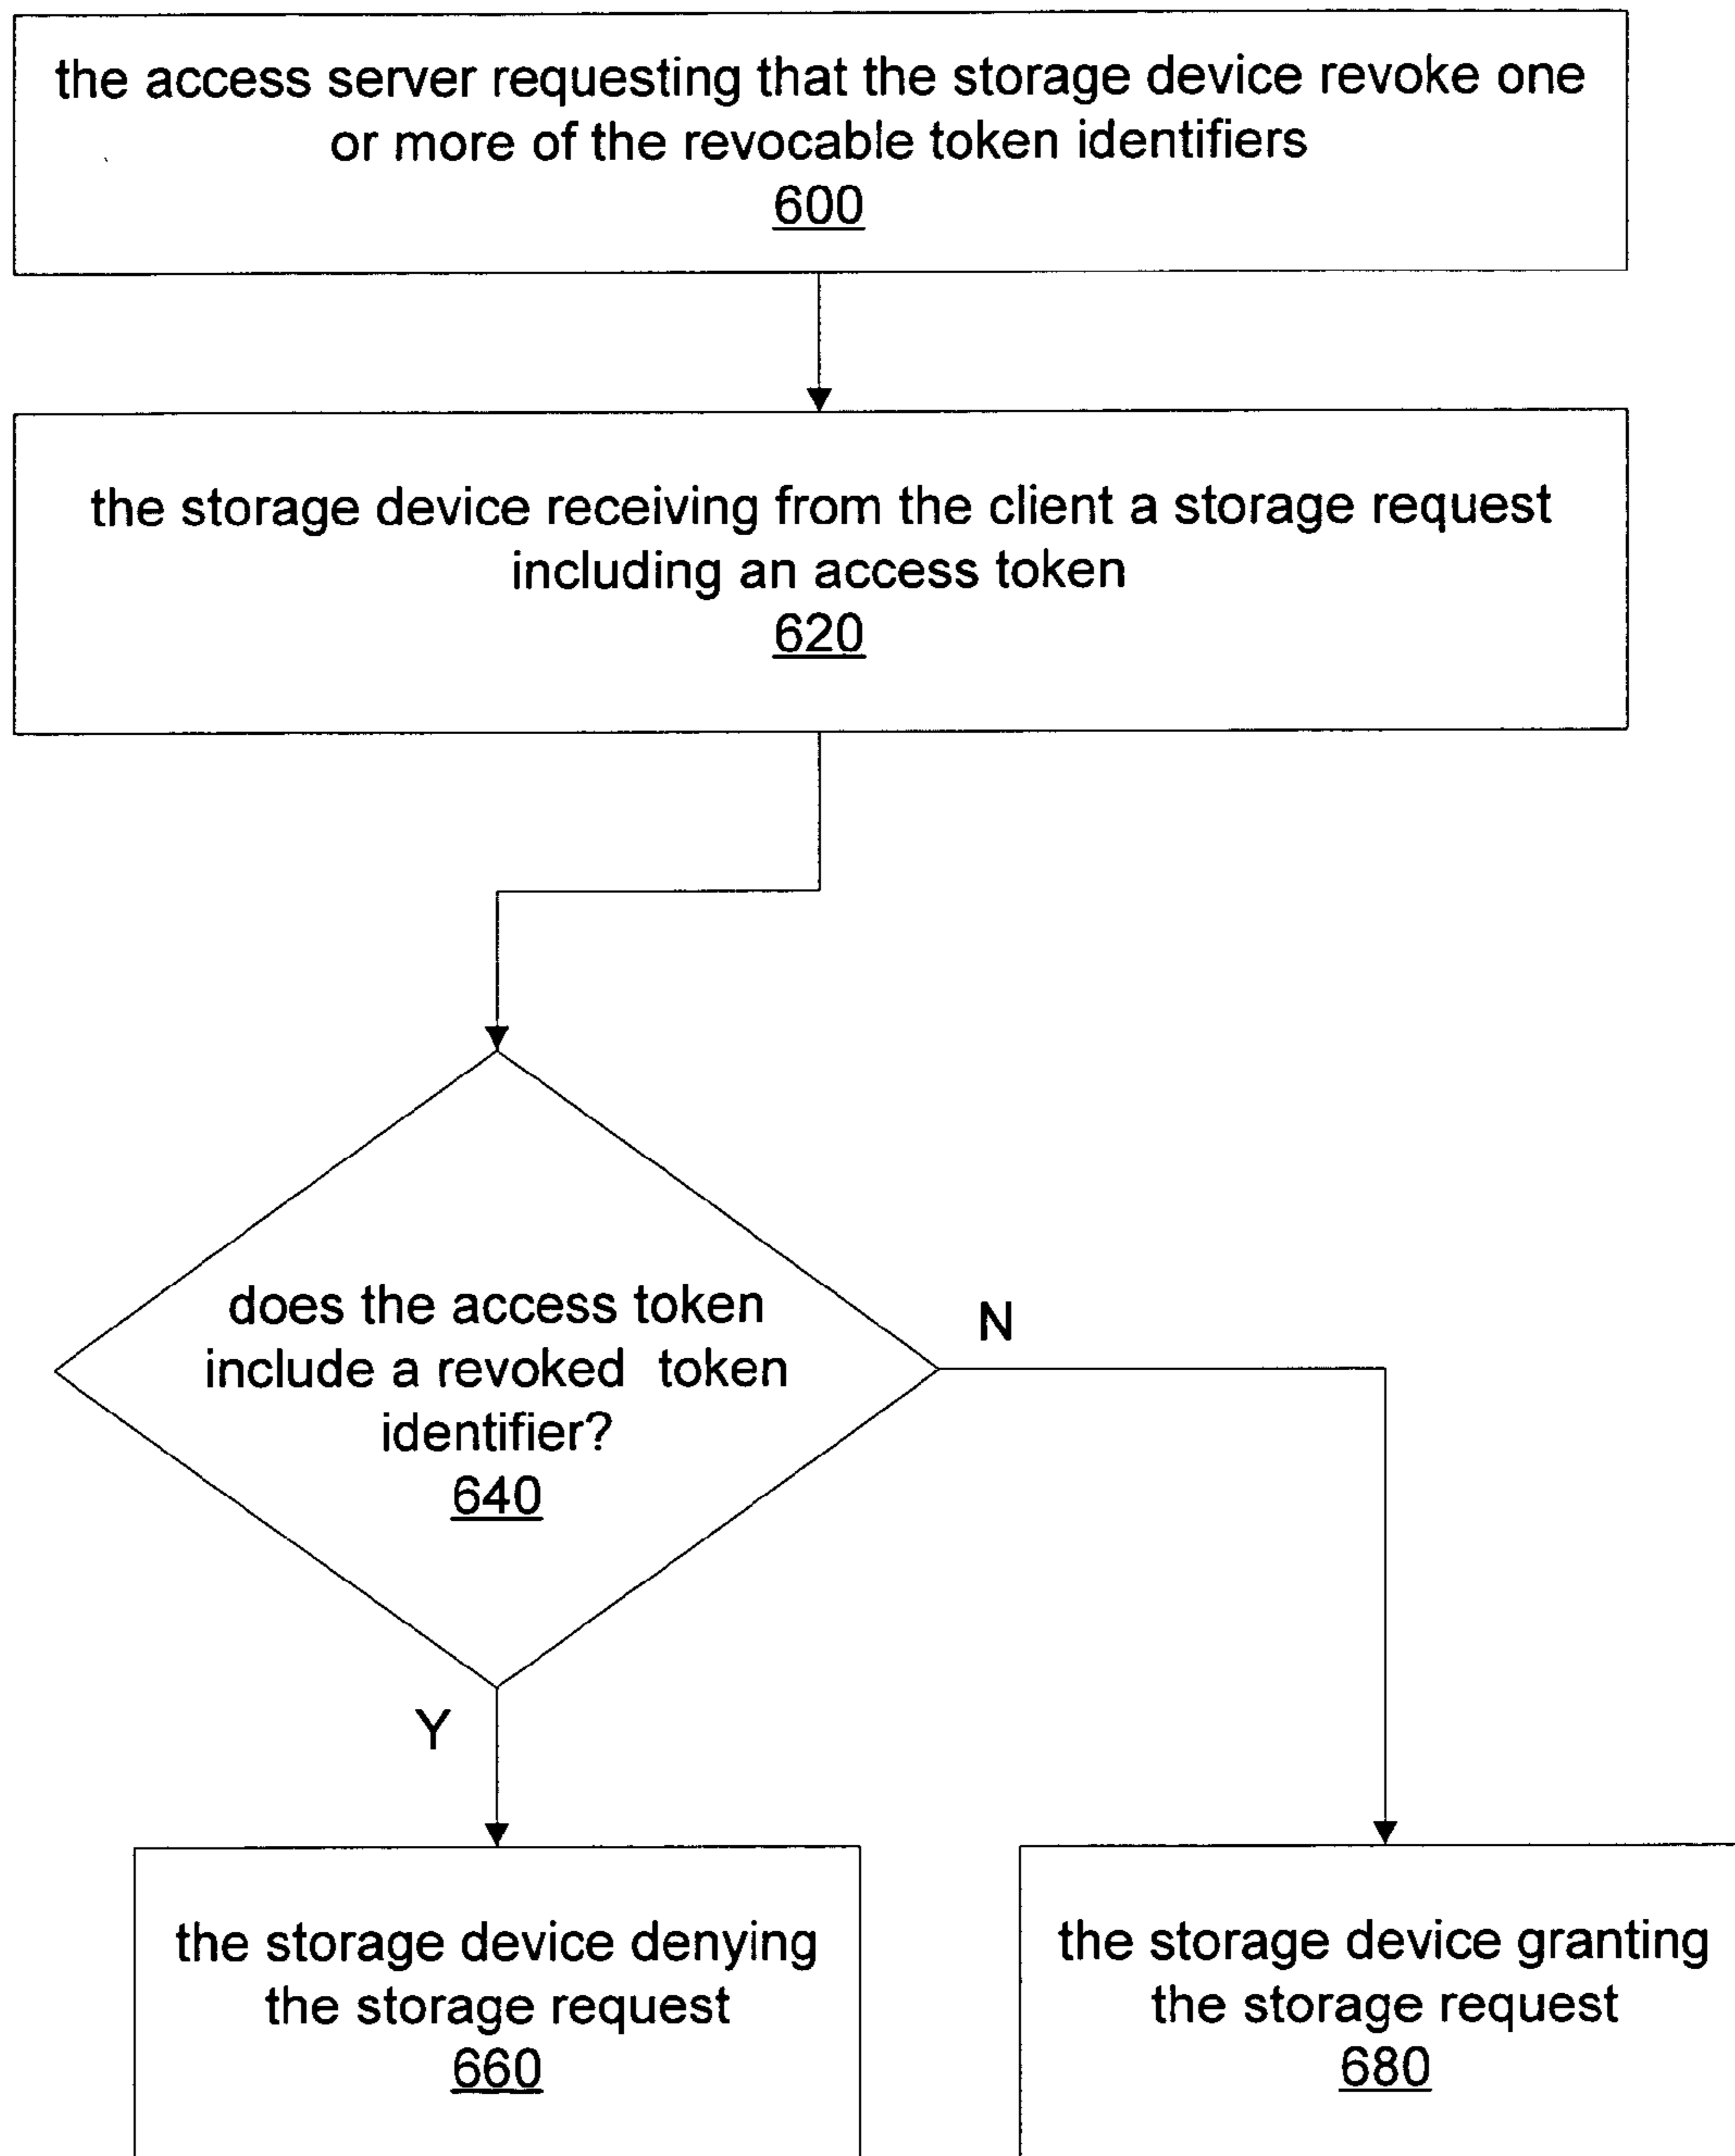 the access server requesting that the storage device revoke one
or more of the revocable token identifiers
600
the storage device receiving from the client a storage request
including an access token
620
does the access token
include a revoked token
identifier?
640
N
Y
the storage device denying
the storage request
660
the storage device granting
the storage request
680